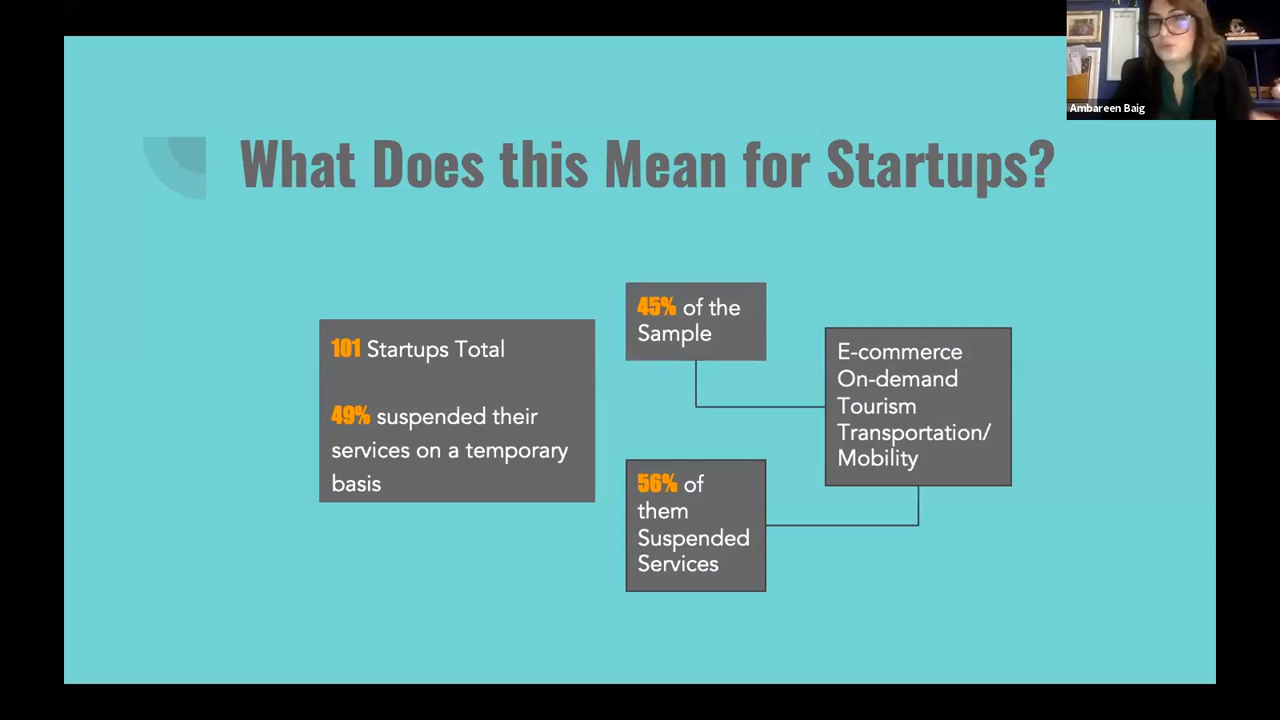 Ambareen Baig
What Does this Mean for Startups?
101 Startups Total
49% suspended their
services on a temporary
basis
45% of the
Sample
E-commerce
On-demand
Tourism
Transportation/
Mobility
56% of
them
Suspended
Services